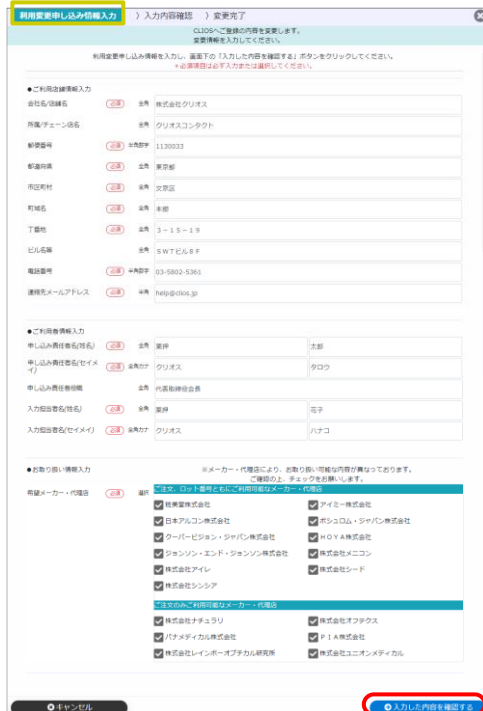 利用変更申し込み情報入力 〉入力内容確認 〉変更完了
CLIOSへご登録の内容を変更します。
変更情報を入力してください。
利用変更申し込み情報を入力し、画面下の「入力した内容を確認する」ボタンをクリックしてください。
*必須項目は必ず入力または選択してください。
●ご利用店舗情報入力
会社名/店舗名 必須 全角 株式会社クリオス
所属/チェーン店名 全角 クリオスコンタクト
郵便番号 必須 半角数字 1130033
都道府県 必須 全角 東京都
市区町村 必須 全角 文京区
町域名 必須 全角 本郷
丁番地 必須 全角 3-15-19
ビル名等 全角 SWTビル8F
電話番号 必須 半角数字 03-5802-5361
連絡先メールアドレス 必須 半角 help@clios.jp
●ご利用者情報入力
申し込み責任者名(姓名) 必須 全角 栗押 太郎
申し込み責任者名(セイメイ) 必須 全角カナ クリオス タロウ
申し込み責任者役職 全角 代表取締役会長
入力担当者名(姓名) 必須 全角 栗押 花子
入力担当者名(セイメイ) 必須 全角カナ クリオス ハナコ
●お取り扱い情報入力 ※メーカー・代理店により、お取り扱い可能な内容が異なっております。
ご確認の上、チェックをお願いします。
希望メーカー・代理店 必須 選択 ご注文、ロット番号ともにご利用可能なメーカー・代理店
株式会社 アイミー株式会社
日本アルコン株式会社 ボシュロム・ジャパン株式会社
クーパービジョン・ジャパン株式会社 HOYA株式会社
ジョンソン・エンド・ジョンソン株式会社 株式会社メニコン
株式会社アイレ 株式会社シード
株式会社シンシア
ご注文のみご利用可能なメーカー・代理店
株式会社ナチュラリ 株式会社オフテクス
パナメディカル株式会社 PIA株式会社
株式会社レインボーオプチカル研究所 株式会社ユニオンメディカル
キャンセル 入力した内容を確認する